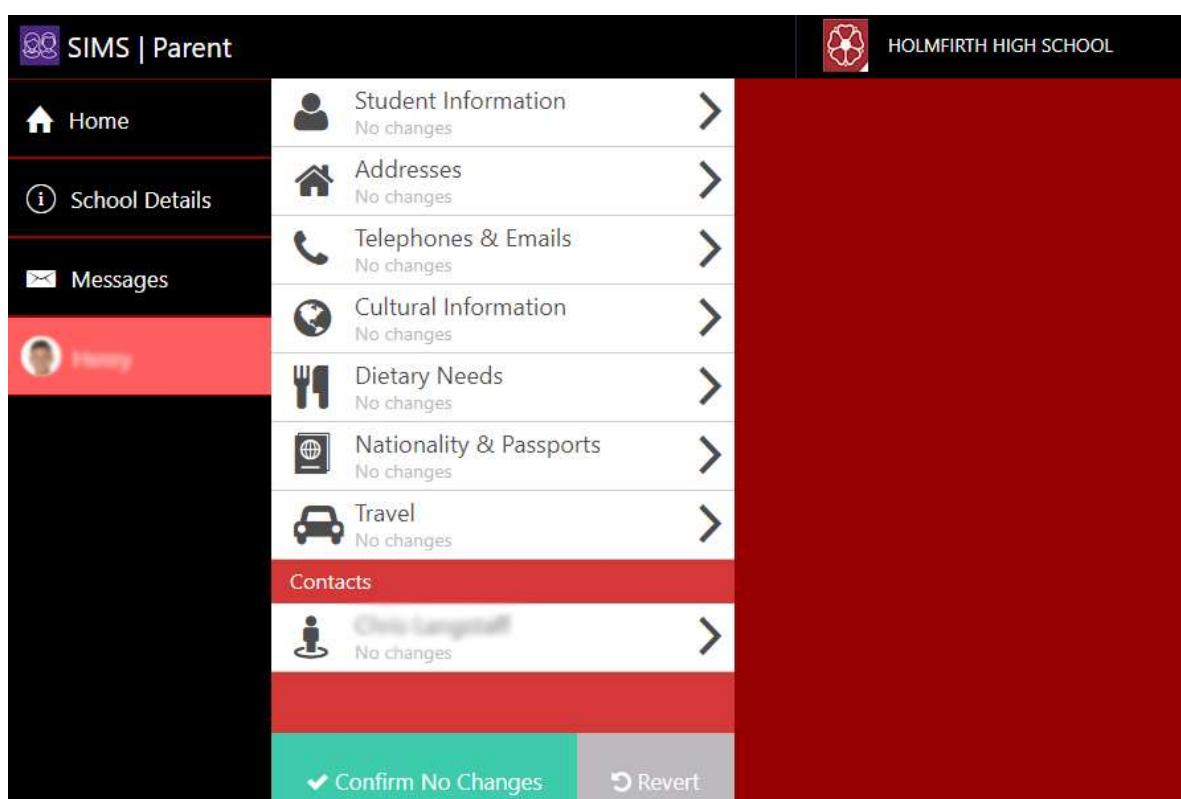 SIMS | Parent
HOLMFIRTH HIGH SCHOOL
Home
School Details
Messages
Student Information
No changes
Addresses
No changes
Telephones & Emails
No changes
Cultural Information
No changes
Dietary Needs
No changes
Nationality & Passports
No changes
Travel
No changes
Contacts
No changes
Confirm No Changes
Revert